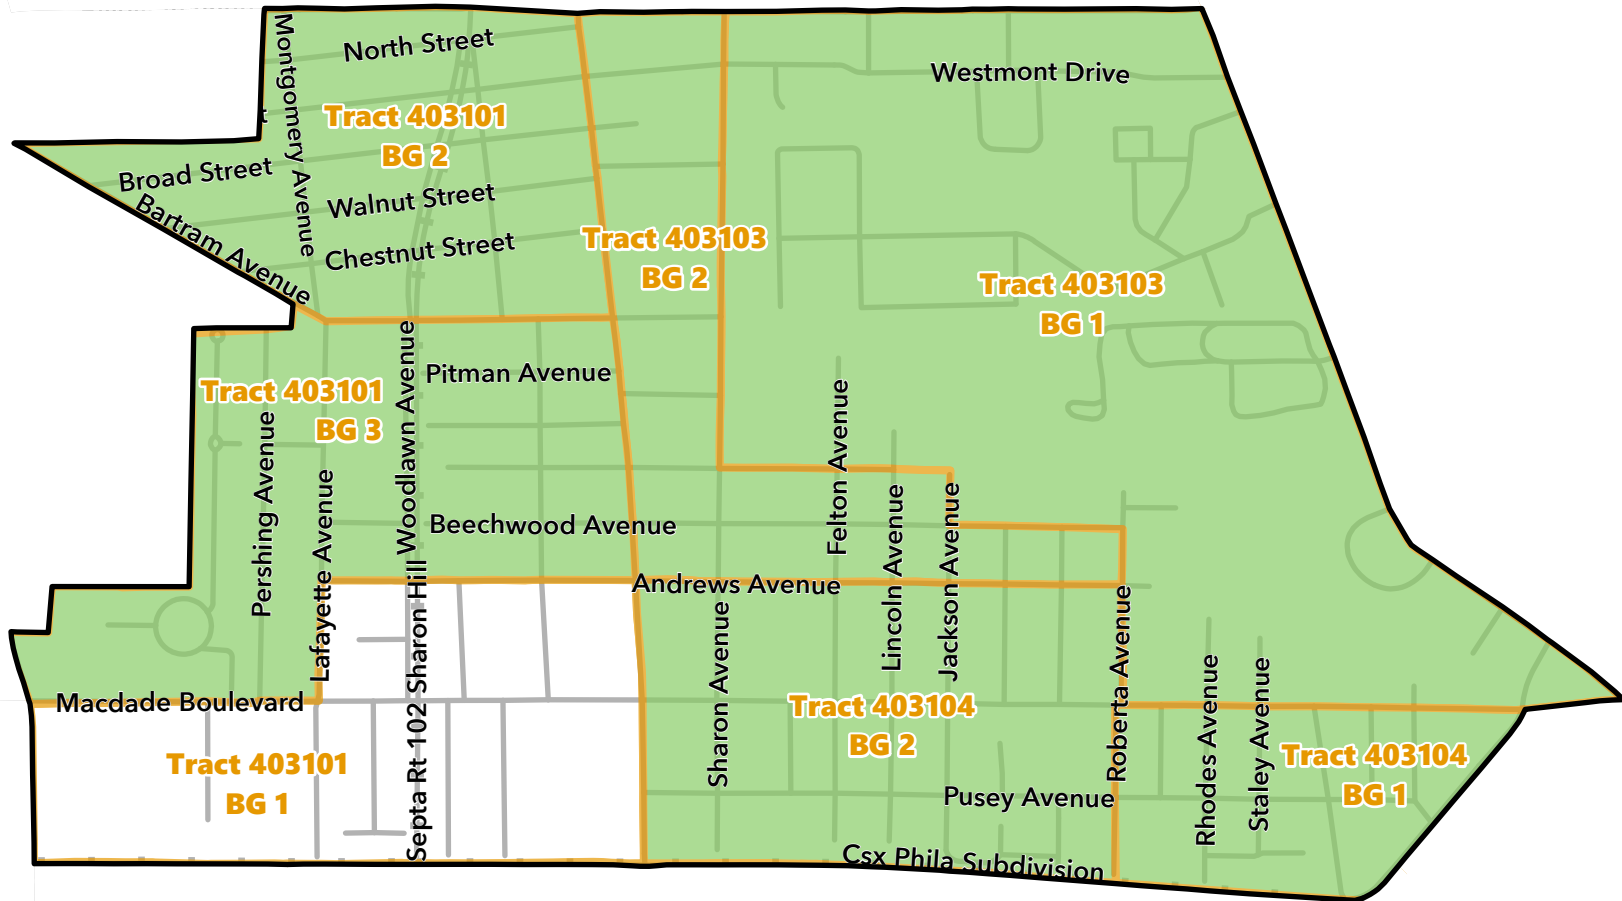 North Street
Montgomery Avenue
Westmont Drive
Tract 403101
BG 2
t
Broad Street
Walnut Street
Bartram Avenue
Chestnut Street
Tract 403103
BG 2
Tract 403103
BG 1
Woodlawn Avenue
Pitman Avenue
Tract 403101
BG 3
Pershing Avenue
Lafayette Avenue
Felton Avenue
Lincoln Avenue
Jackson Avenue
Beechwood Avenue
Andrews Avenue
Septa Rt 102 Sharon Hill
Sharon Avenue
Roberta Avenue
Rhodes Avenue
Staley Avenue
Macdade Boulevard
Tract 403104
BG 2
Tract 403101
BG 1
Tract 403104
BG 1
Pusey Avenue
Csx Phila Subdivision